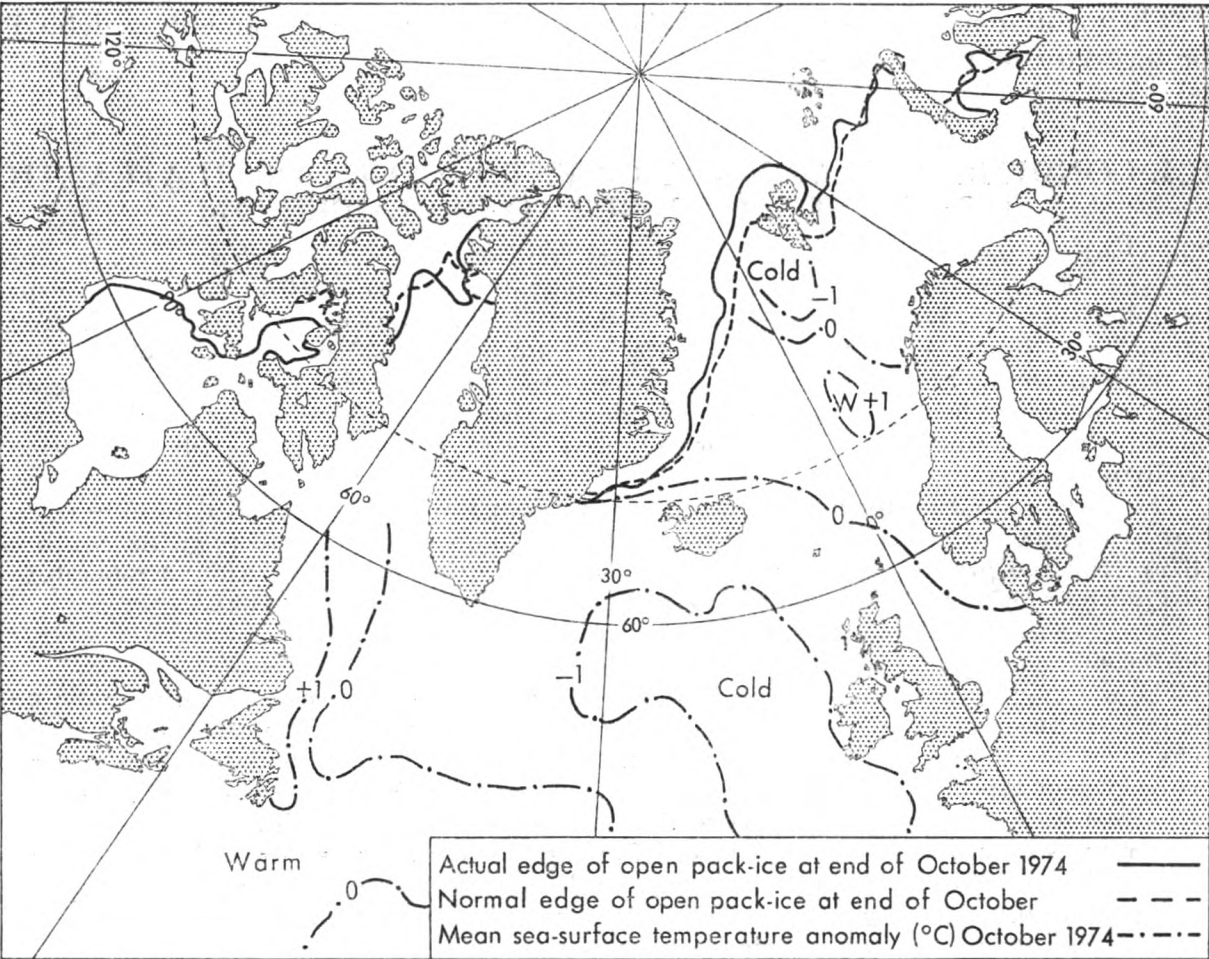 120°
60°
90°
Cold
-1
0
30°
W +1
60°
0
0°
30°
60°
+1
0
-1
Cold
Warm
0
Actual edge of open pack-ice at end of October 1974
Normal edge of open pack-ice at end of October
Mean sea-surface temperature anomaly (°C) October 1974